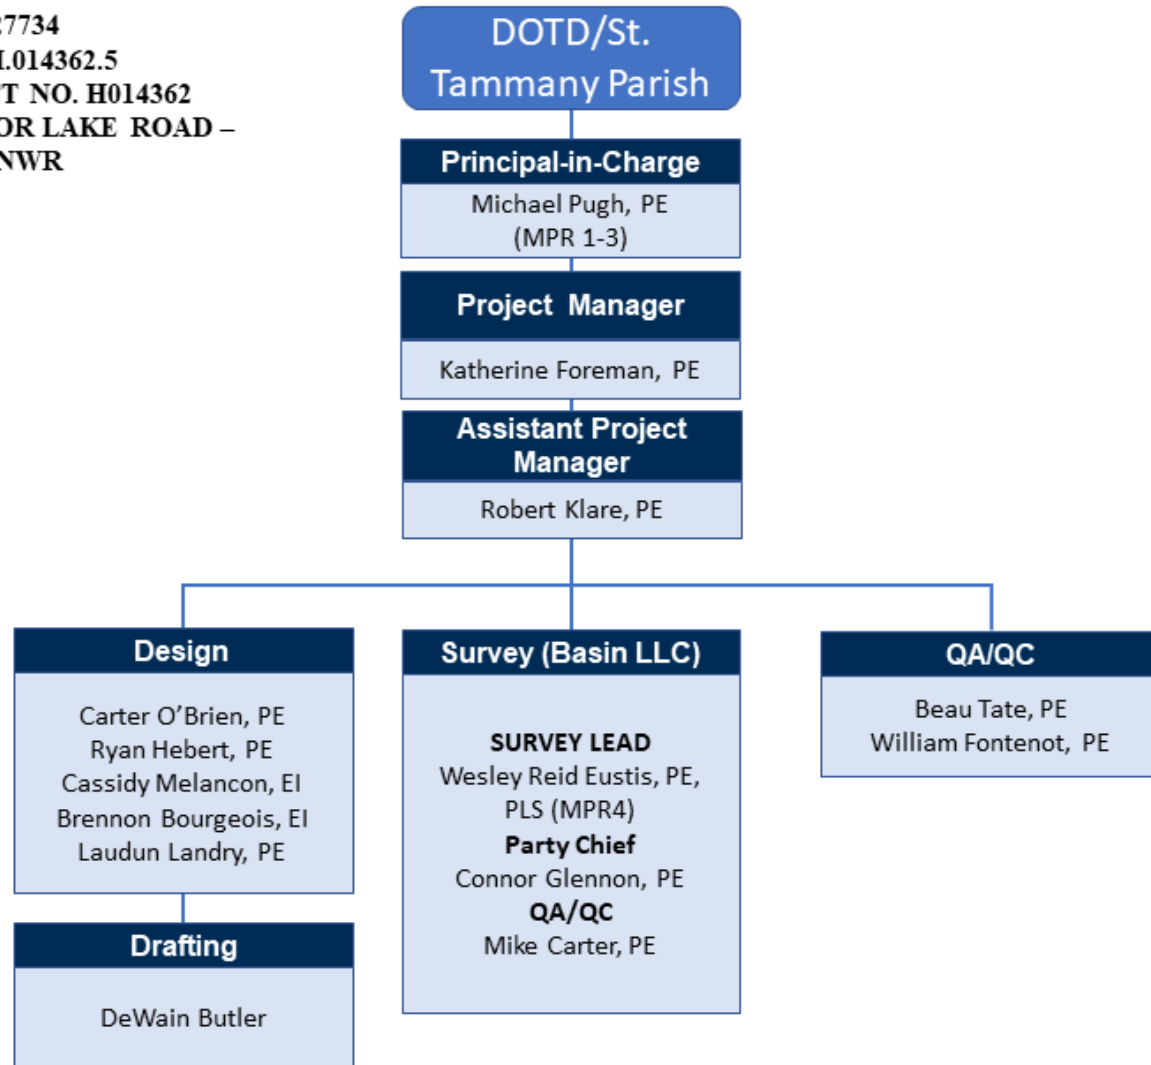 27734
H.014362.5
T NO. H014362
OR LAKE ROAD –
NWR
DOTD/St.
Tammany Parish
Principal-in-Charge
Michael Pugh, PE
(MPR 1-3)
Project Manager
Katherine Foreman, PE
Assistant Project
Manager
Robert Klare, PE
Design
Carter O’Brien, PE
Ryan Hebert, PE
Cassidy Melancon, EI
Brennon Bourgeois, EI
Laudun Landry, PE
Drafting
DeWain Butler
Survey (Basin LLC)
SURVEY LEAD
Wesley Reid Eustis, PE,
PLS (MPR4)
Party Chief
Connor Glennon, PE
QA/QC
Mike Carter, PE
QA/QC
Beau Tate, PE
William Fontenot, PE